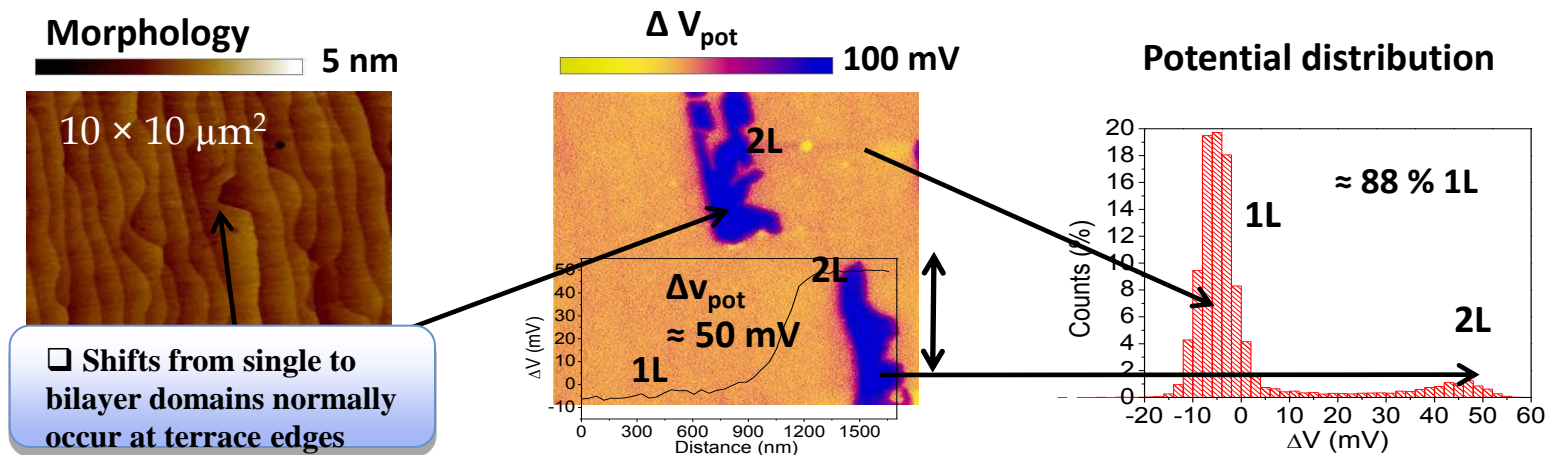 Morphology
5 nm
10 × 10 µm²
❑ Shifts from single to
bilayer domains normally
occur at terrace edges
Δ V_pot
100 mV
2L
2L
Δv_pot
≈ 50 mV
1L
50
40
30
20
10
0
-10
ΔV (mV)
0 300 600 900 1200 1500
Distance (nm)
Potential distribution
20
18
16
14
12
10
8
6
4
2
0
Counts (%)
≈ 88 % 1L
1L
2L
-20 -10 0 10 20 30 40 50 60
ΔV (mV)